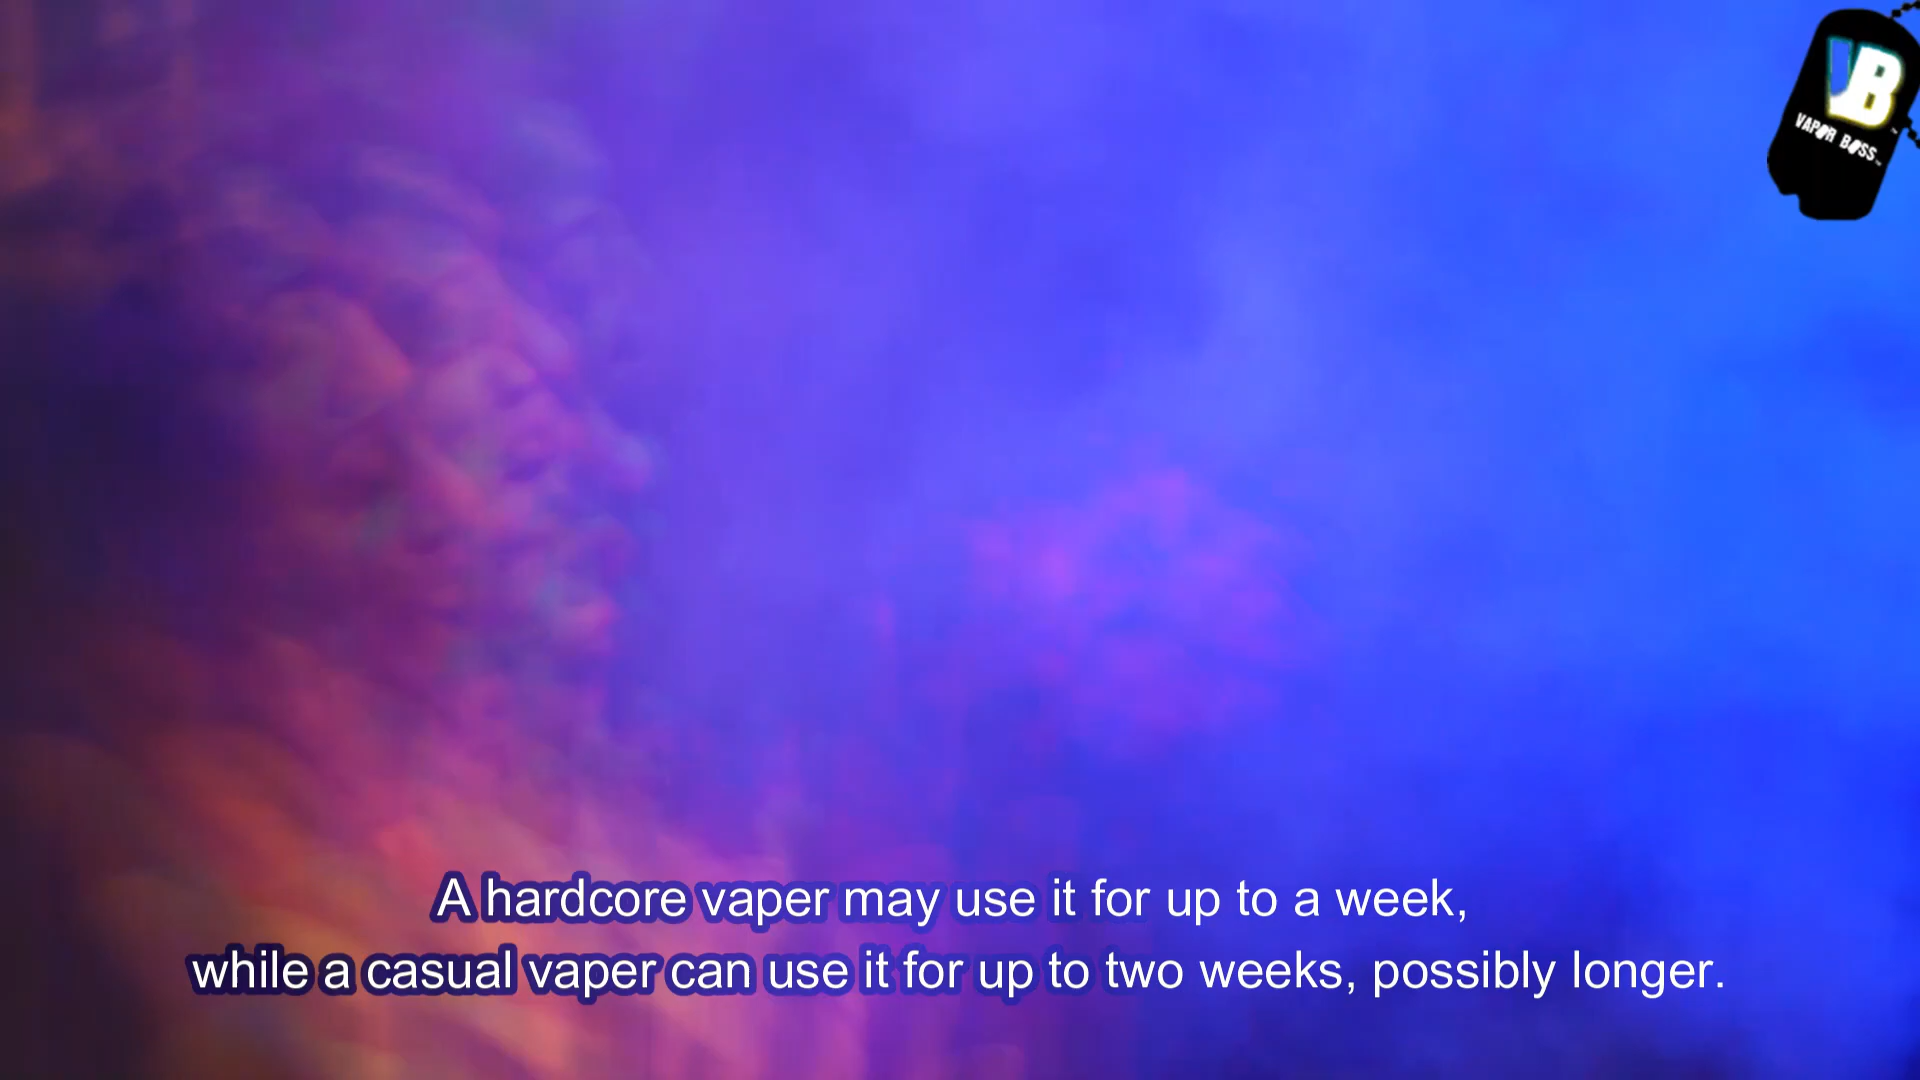 VB
VAPOR BOSS
A hardcore vaper may use it for up to a week,
while a casual vaper can use it for up to two weeks, possibly longer.